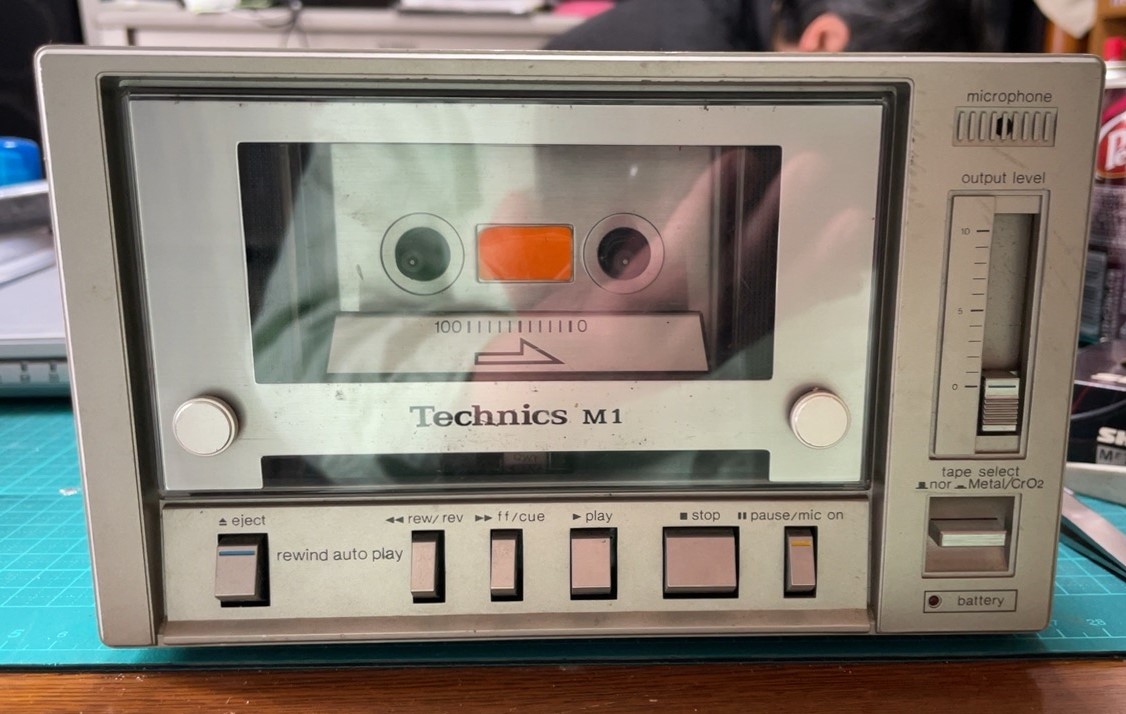 microphone
output level
10
5
0
100 0
Technics M1
tape select
nor Metal/CrO2
eject
rewind auto play
rew/rev
ff/cue
play
stop
pause/mic on
battery